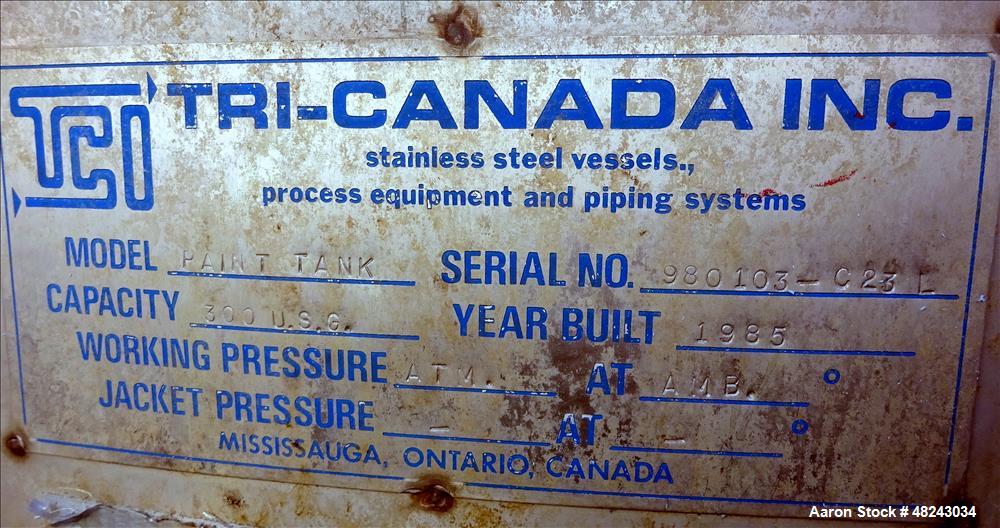 TCI TRI-CANADA INC.
stainless steel vessels.,
process equipment and piping systems
MODEL PAINT TANK SERIAL NO. 980103-C23 L
CAPACITY 300 U.S.G. YEAR BUILT 1985
WORKING PRESSURE ATM. AT AMB. °
JACKET PRESSURE - AT - °
MISSISSAUGA, ONTARIO, CANADA
Aaron Stock # 48243034